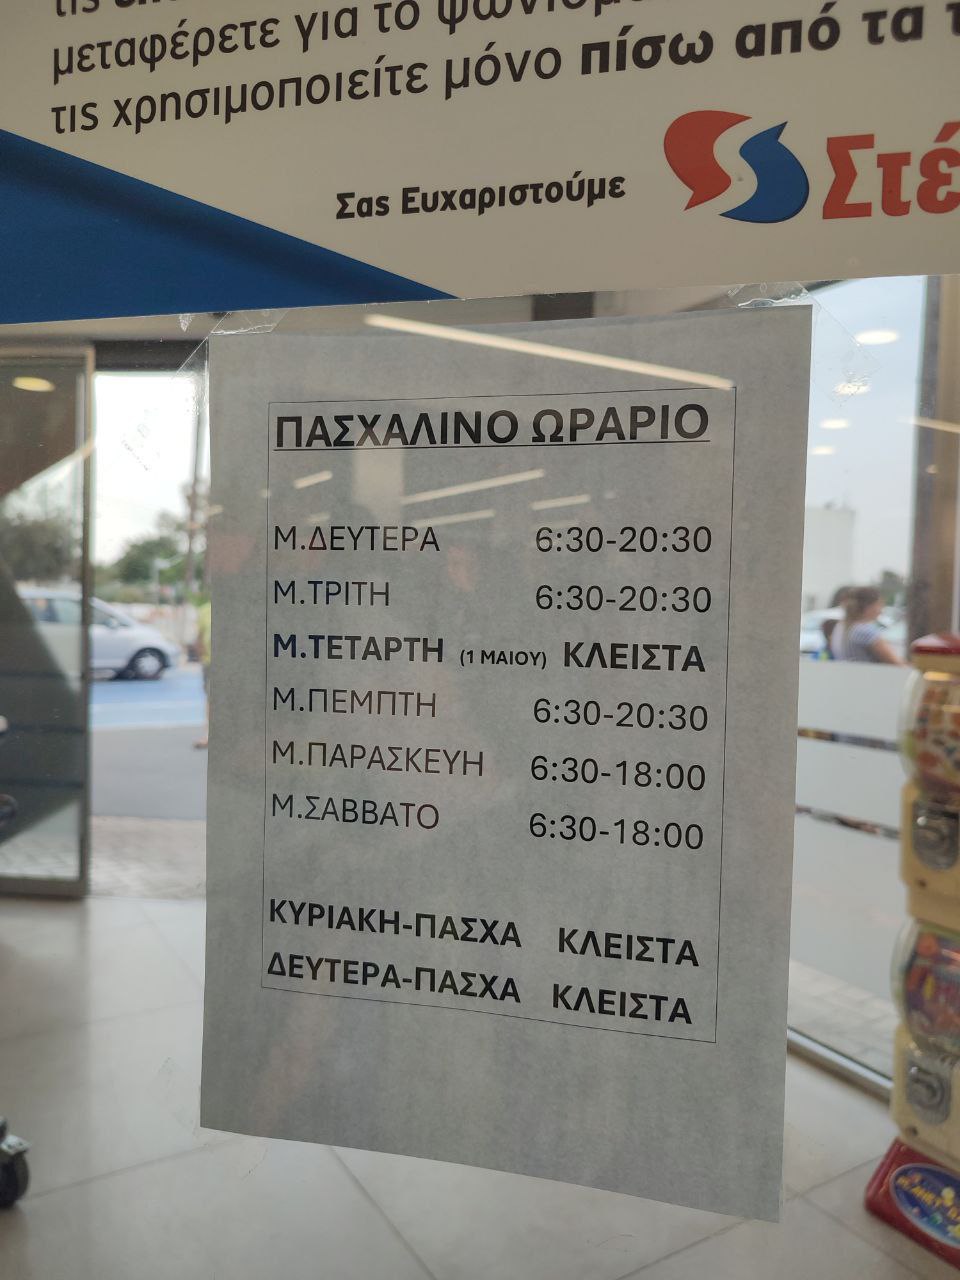 μεταφέρετε για το
τις χρησιμοποιείτε μόνο πίσω από τα
Σας Ευχαριστούμε
Στέ
ΠΑΣΧΑΛΙΝΟ ΩΡΑΡΙΟ
Μ.ΔΕΥΤΕΡΑ 6:30-20:30
Μ.ΤΡΙΤΗ 6:30-20:30
Μ.ΤΕΤΑΡΤΗ (1 ΜΑΙΟΥ) ΚΛΕΙΣΤΑ
Μ.ΠΕΜΠΤΗ 6:30-20:30
Μ.ΠΑΡΑΣΚΕΥΗ 6:30-18:00
Μ.ΣΑΒΒΑΤΟ 6:30-18:00
ΚΥΡΙΑΚΗ-ΠΑΣΧΑ ΚΛΕΙΣΤΑ
ΔΕΥΤΕΡΑ-ΠΑΣΧΑ ΚΛΕΙΣΤΑ